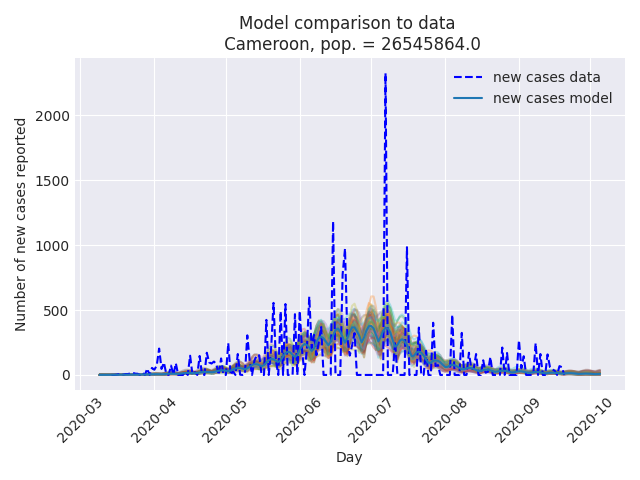 Model comparison to data
Cameroon, pop. = 26545864.0
new cases data
new cases model
Number of new cases reported
2000
1500
1000
500
0
2020-03
2020-04
2020-05
2020-06
2020-07
2020-08
2020-09
2020-10
Day